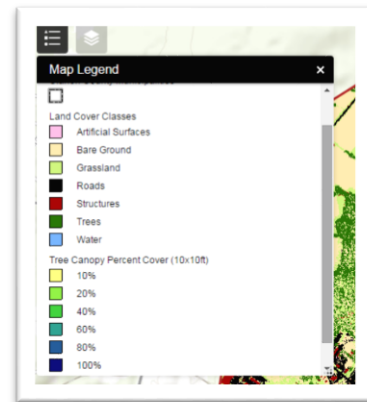 Map Legend
Land Cover Classes
Artificial Surfaces
Bare Ground
Grassland
Roads
Structures
Trees
Water
Tree Canopy Percent Cover (10x10ft)
10%
20%
40%
60%
80%
100%